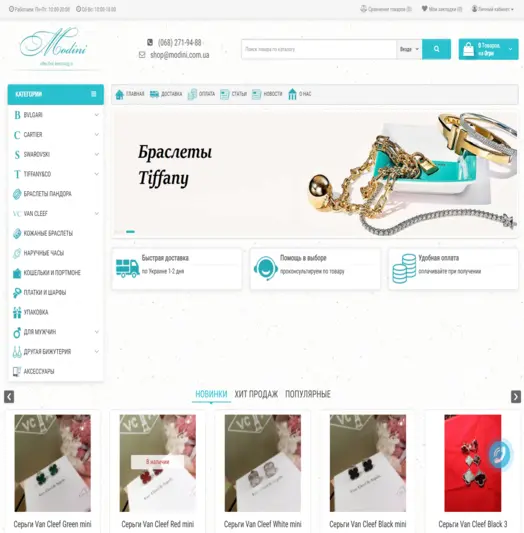 Работаем: Пн-Пт: 10:00-20:00 Сб-Вс: 10:00-16:00
Сравнение товаров (0) Мои закладки (0) Личный кабинет
Modini
(068) 271-94-88
shop@modini.com.ua
Поиск товара по каталогу
Везде
0 Tоваров,
на 0грн
КАТЕГОРИИ
ГЛАВНАЯ ДОСТАВКА ОПЛАТА СТАТЬИ НОВОСТИ О НАС
B BVLGARI
C CARTIER
S SWAROVSKI
T TIFFANY&CO
БРАСЛЕТЫ ПАНДОРА
VC VAN CLEEF
КОЖАНЫЕ БРАСЛЕТЫ
НАРУЧНЫЕ ЧАСЫ
КОШЕЛЬКИ И ПОРТМОНЕ
ПЛАТКИ И ШАРФЫ
УПАКОВКА
ДЛЯ МУЖЧИН
ДРУГАЯ БИЖУТЕРИЯ
АКСЕССУАРЫ
Браслеты
Tiffany
Быстрая доставка
по Украине 1-2 дня
Помощь в выборе
проконсультируем по товару
Удобная оплата
оплачивайте при получении
НОВИНКИ ХИТ ПРОДАЖ ПОПУЛЯРНЫЕ
В наличие
Серьги Van Cleef Green mini
Серьги Van Cleef Red mini
Серьги Van Cleef White mini
Серьги Van Cleef Black mini
Серьги Van Cleef Black 3